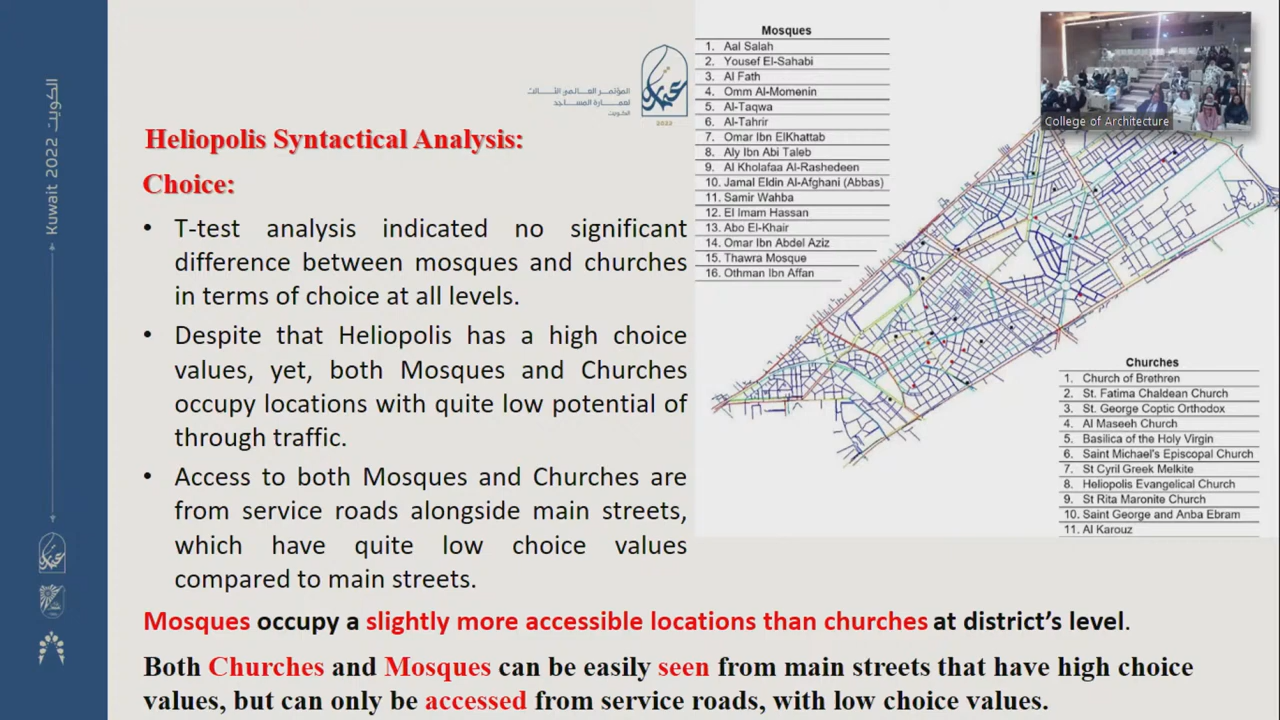 الكويت Kuwait 2022
المؤتمر العالمي الثالث
لعمارة المساجد
الكويت
2022
Heliopolis Syntactical Analysis:
Choice:
• T-test analysis indicated no significant
difference between mosques and churches
in terms of choice at all levels.
• Despite that Heliopolis has a high choice
values, yet, both Mosques and Churches
occupy locations with quite low potential of
through traffic.
• Access to both Mosques and Churches are
from service roads alongside main streets,
which have quite low choice values
compared to main streets.
Mosques occupy a slightly more accessible locations than churches at district’s level.
Both Churches and Mosques can be easily seen from main streets that have high choice
values, but can only be accessed from service roads, with low choice values.
Mosques
1. Aal Salah
2. Yousef El-Sahabi
3. Al Fath
4. Omm Al-Momenin
5. Al-Taqwa
6. Al-Tahrir
7. Omar Ibn ElKhattab
8. Aly Ibn Abi Taleb
9. Al Kholafaa Al-Rashedeen
10. Jamal Eldin Al-Afghani (Abbas)
11. Samir Wahba
12. El Imam Hassan
13. Abo El-Khair
14. Omar Ibn Abdel Aziz
15. Thawra Mosque
16. Othman Ibn Affan
College of Architecture
Churches
1. Church of Brethren
2. St. Fatima Chaldean Church
3. St. George Coptic Orthodox
4. Al Maseeh Church
5. Basilica of the Holy Virgin
6. Saint Michael's Episcopal Church
7. St Cyril Greek Melkite
8. Heliopolis Evangelical Church
9. St Rita Maronite Church
10. Saint George and Anba Ebram
11. Al Karouz